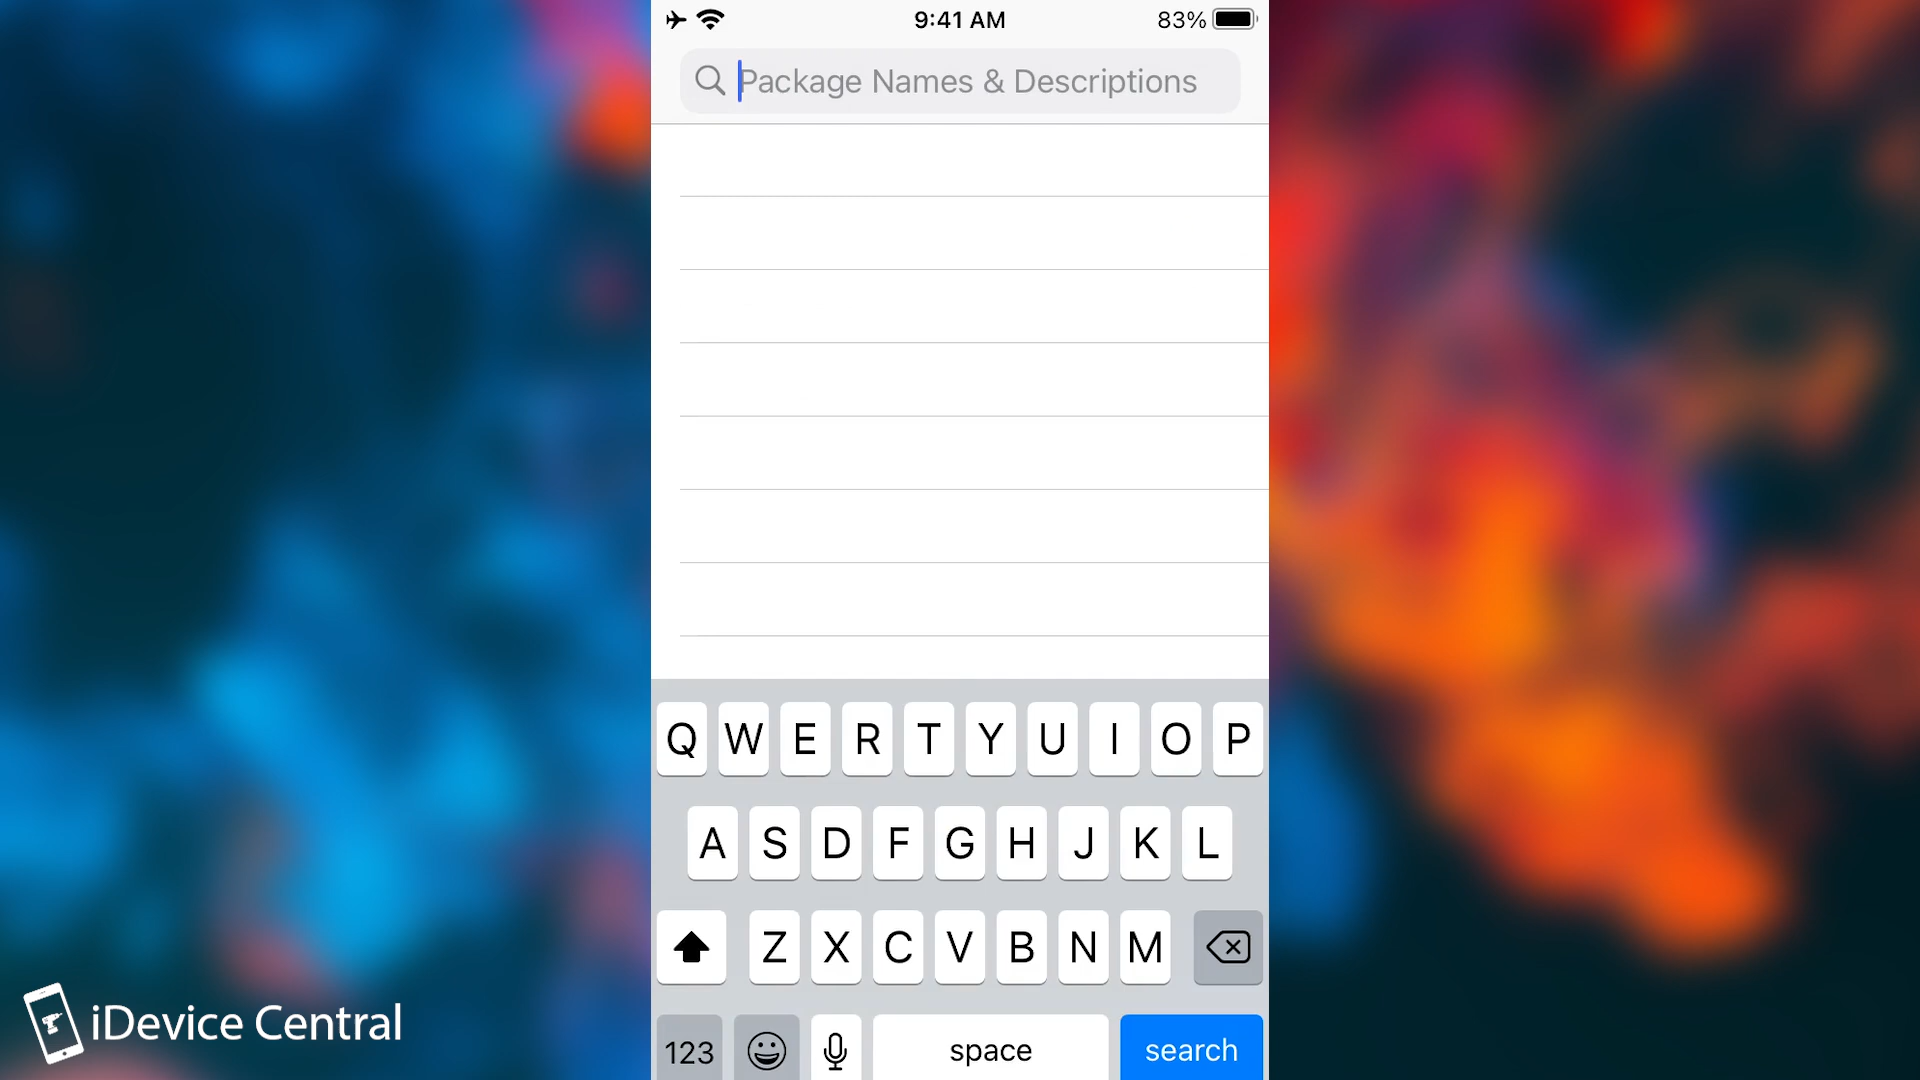 9:41 AM
83%
Package Names & Descriptions
Q W E R T Y U I O P
A S D F G H J K L
Z X C V B N M
123
space
search
iDevice Central